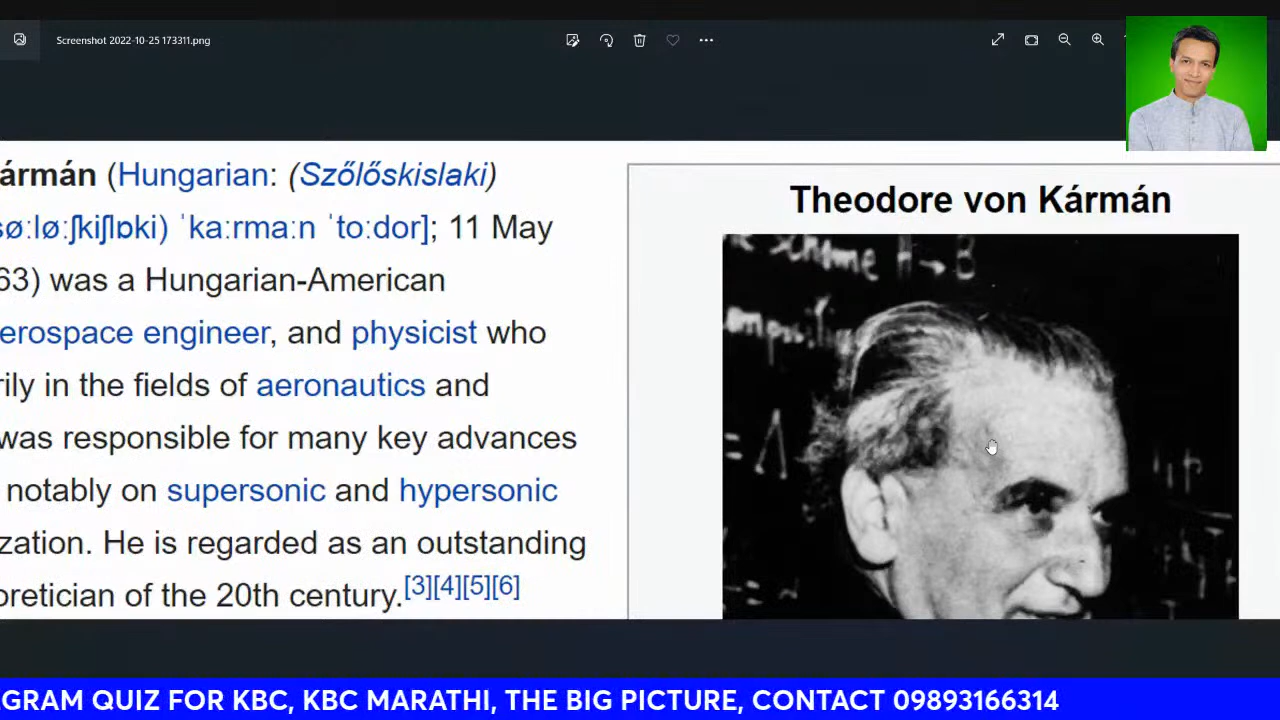 Screenshot 2022-10-25 173311.png
ármán (Hungarian: (Szőlőskislaki)
søːløːʃkiʃlɒki) ˈkaːrmaːn ˈtoːdor]; 11 May
63) was a Hungarian-American
erospace engineer, and physicist who
rily in the fields of aeronautics and
was responsible for many key advances
notably on supersonic and hypersonic
zation. He is regarded as an outstanding
oretician of the 20th century.[3][4][5][6]
Theodore von Kármán
A → B
AGRAM QUIZ FOR KBC, KBC MARATHI, THE BIG PICTURE, CONTACT 09893166314